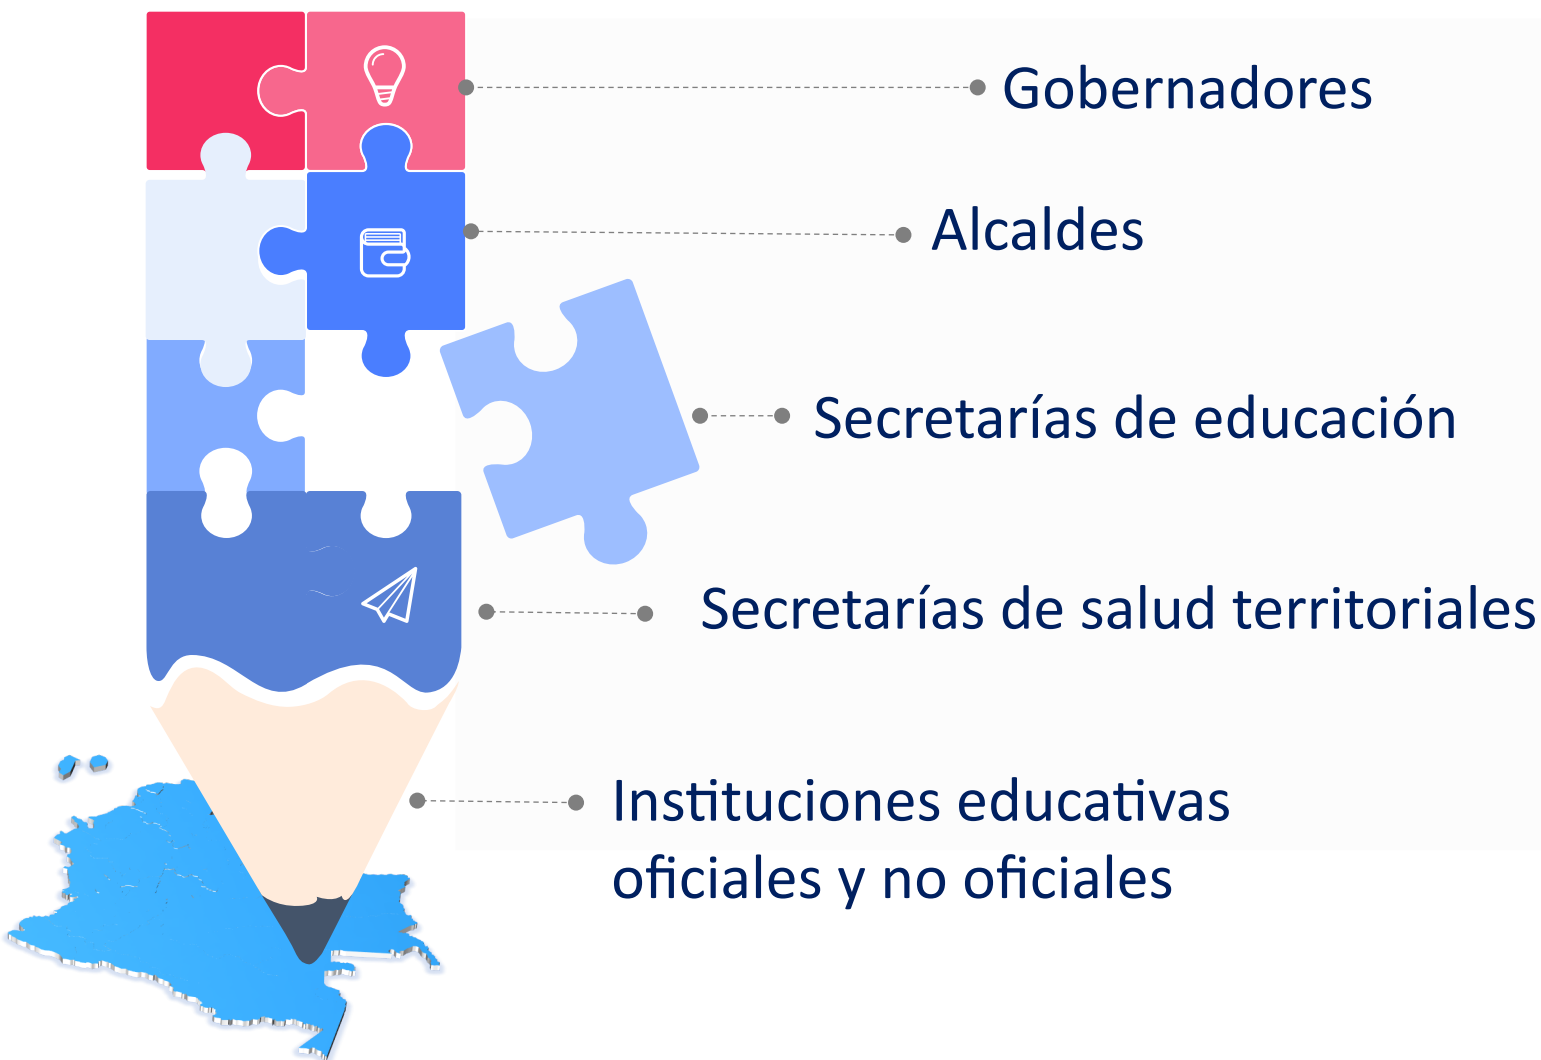 Gobernadores
Alcaldes
Secretarías de educación
Secretarías de salud territoriales
Instituciones educativas
oficiales y no oficiales